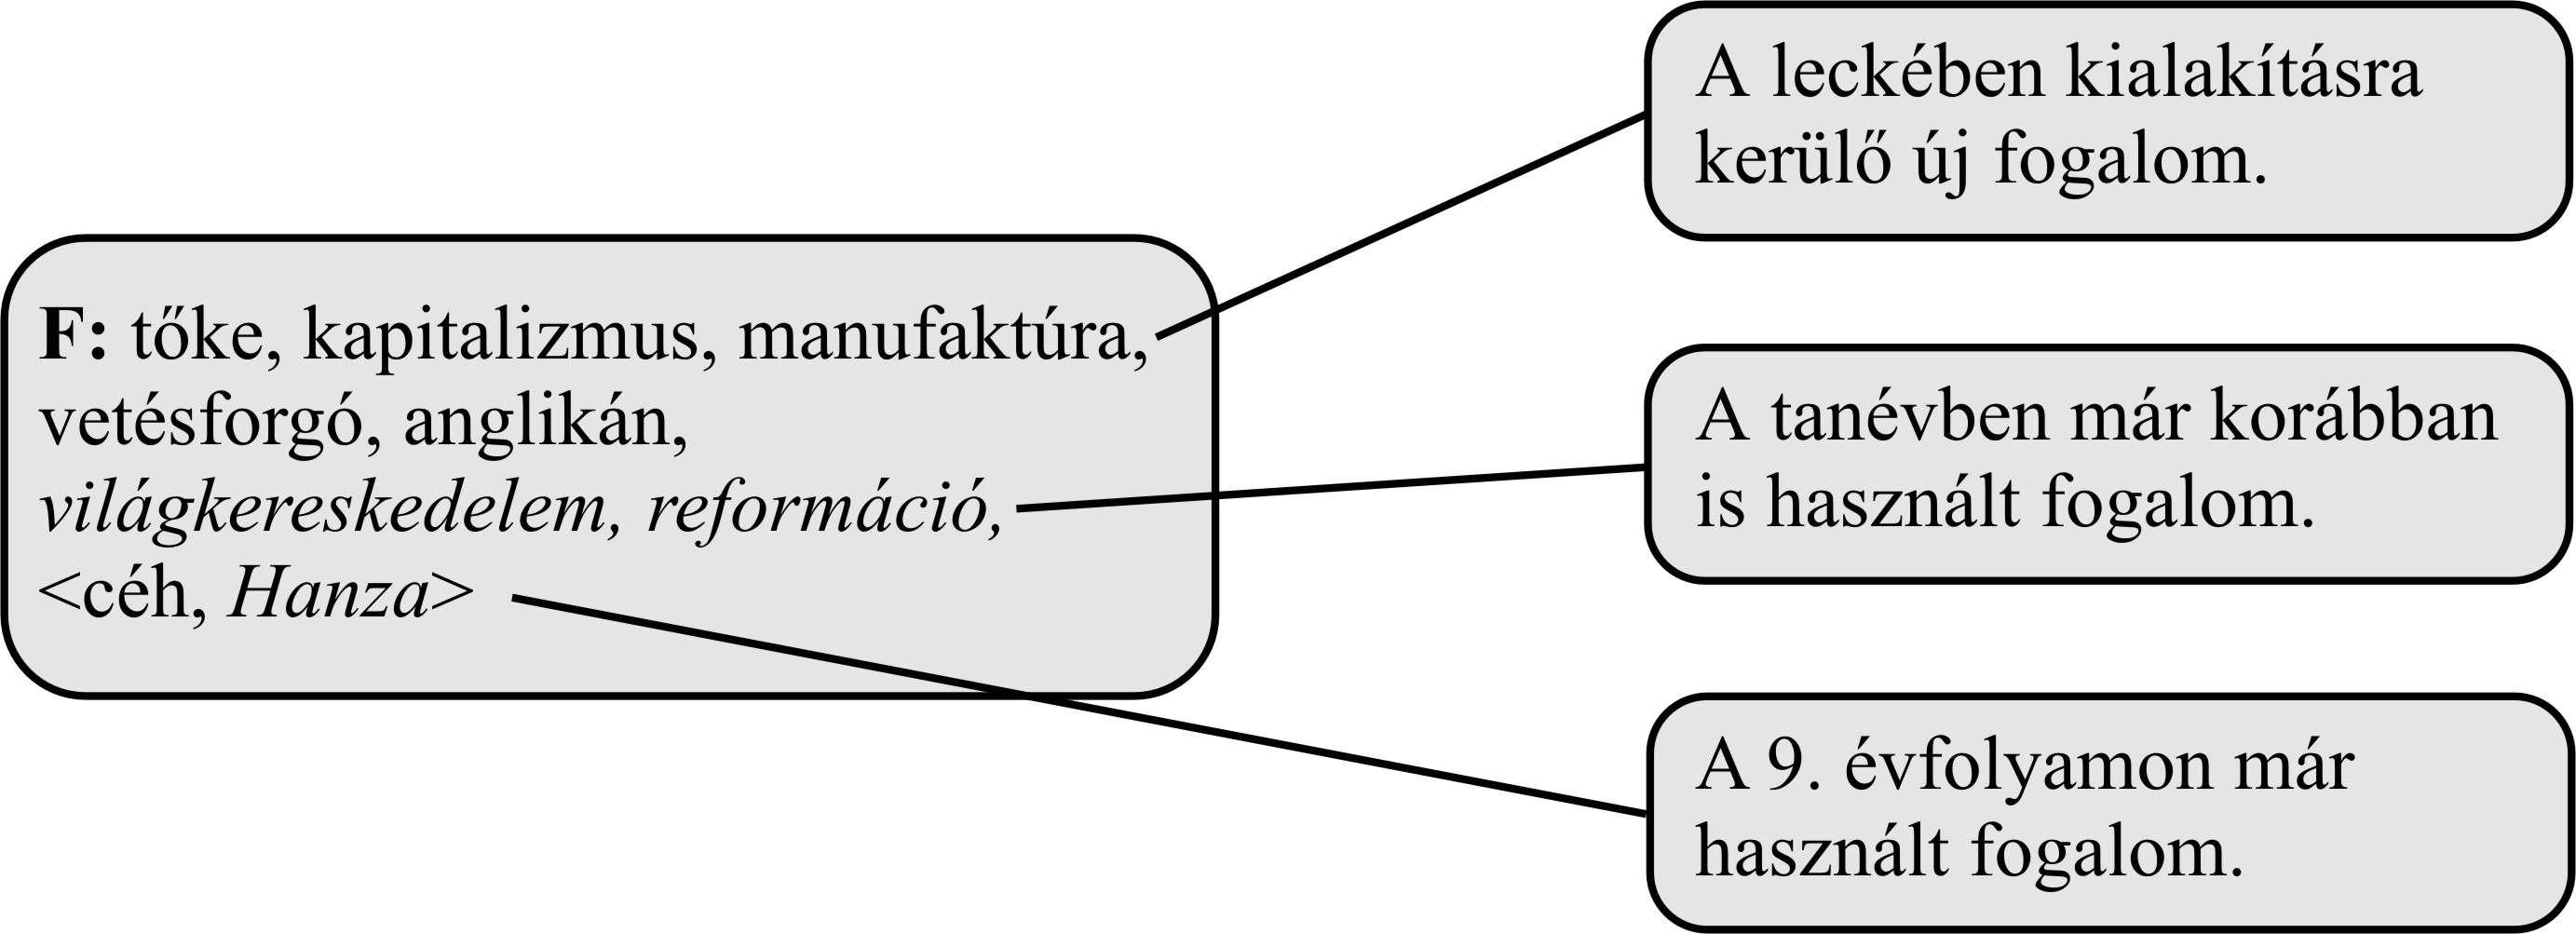 A leckében kialakításra
kerülő új fogalom.
F: tőke, kapitalizmus, manufaktúra,
vetésforgó, anglikán,
világkereskedelem, reformáció,
<céh, Hanza>
A tanévben már korábban
is használt fogalom.
A 9. évfolyamon már
használt fogalom.